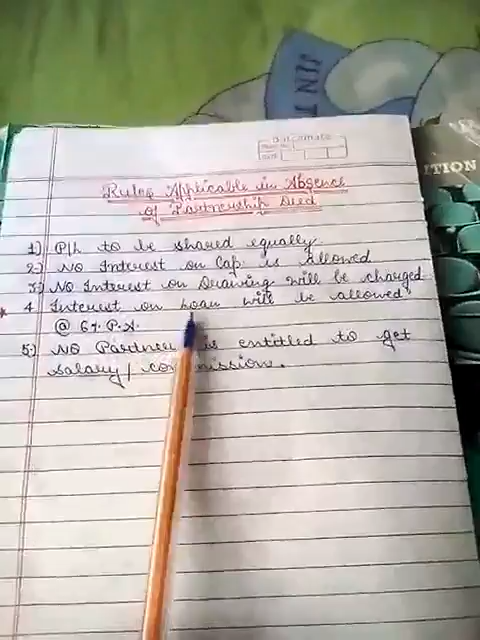 Rules Applicable in Absence
of Partnership Deed
1) P/L to be shared equally
2) NO Interest on Cap. is Allowed
3) NO Interest on Drawing will be charged
4 Interest on Loan will be allowed
@ 6% P.A.
5) NO Partner is entitled to get
salary / commission.
ITION